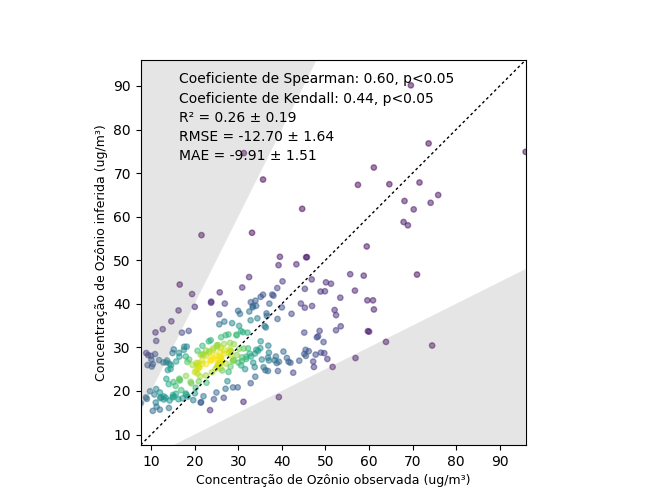 Coeficiente de Spearman: 0.60, p<0.05
Coeficiente de Kendall: 0.44, p<0.05
R² = 0.26 ± 0.19
RMSE = -12.70 ± 1.64
MAE = -9.91 ± 1.51
Concentração de Ozônio inferida (ug/m³)
90
80
70
60
50
40
30
20
10
10 20 30 40 50 60 70 80 90
Concentração de Ozônio observada (ug/m³)